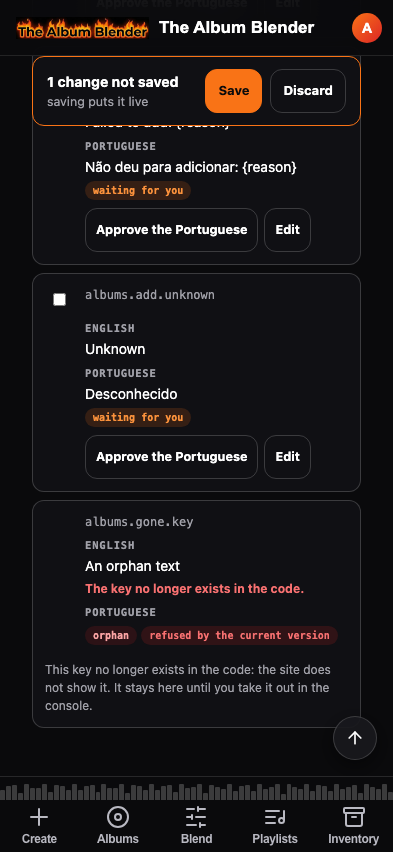 The Album Blender
The Album Blender
A
1 change not saved
saving puts it live
Save
Discard
PORTUGUESE
Não deu para adicionar: {reason}
waiting for you
Approve the Portuguese
Edit
albums.add.unknown
ENGLISH
Unknown
PORTUGUESE
Desconhecido
waiting for you
Approve the Portuguese
Edit
albums.gone.key
ENGLISH
An orphan text
The key no longer exists in the code.
PORTUGUESE
orphan
refused by the current version
This key no longer exists in the code: the site does
not show it. It stays here until you take it out in the
console.
Create
Albums
Blend
Playlists
Inventory